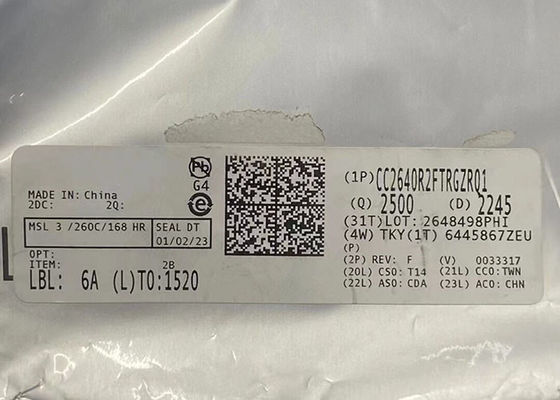 Pb
G4
e
MADE IN: China
2DC: 2Q:
MSL 3 /260C/168 HR
SEAL DT
01/02/23
OPT:
ITEM:
2B
LBL: 6A (L)TO:1520
(1P)CC2640R2FTRGZRQ1
(Q) 2500 (D) 2245
(31T)LOT: 2648498PHI
(4W) TKY(1T) 6445867ZEU
(P)
(2P) REV: F (V) 0033317
(20L) CSO: T14 (21L) CCO:TWN
(22L) ASO: CDA (23L) ACO: CHN